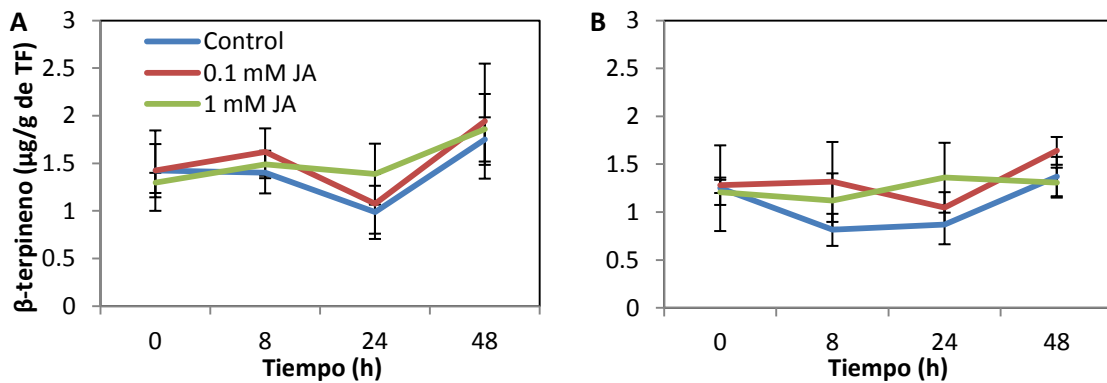 A
β-terpineno (µg/g de TF)
3
2.5
2
1.5
1
0.5
0
Control
0.1 mM JA
1 mM JA
0 8 24 48
Tiempo (h)
B
3
2.5
2
1.5
1
0.5
0
0 8 24 48
Tiempo (h)